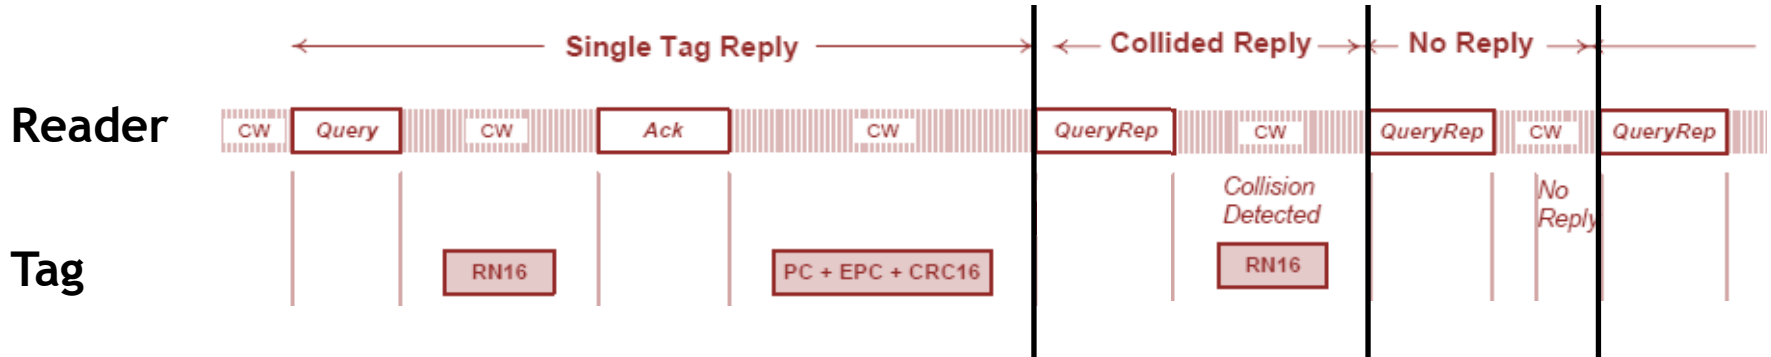 Single Tag Reply
Collided Reply
No Reply
Reader
CW
Query
CW
Ack
CW
QueryRep
CW
QueryRep
CW
QueryRep
Collision
Detected
No
Reply
Tag
RN16
PC + EPC + CRC16
RN16